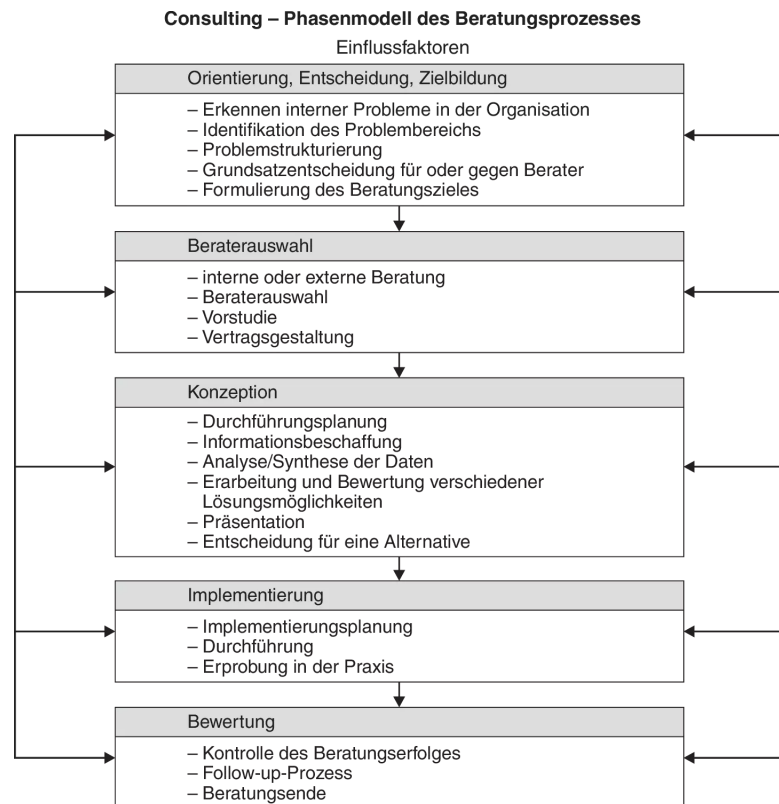 Consulting – Phasenmodell des Beratungsprozesses
Einflussfaktoren
Orientierung, Entscheidung, Zielbildung
– Erkennen interner Probleme in der Organisation
– Identifikation des Problembereichs
– Problemstrukturierung
– Grundsatzentscheidung für oder gegen Berater
– Formulierung des Beratungszieles
Beraterauswahl
– interne oder externe Beratung
– Beraterauswahl
– Vorstudie
– Vertragsgestaltung
Konzeption
– Durchführungsplanung
– Informationsbeschaffung
– Analyse/Synthese der Daten
– Erarbeitung und Bewertung verschiedener
Lösungsmöglichkeiten
– Präsentation
– Entscheidung für eine Alternative
Implementierung
– Implementierungsplanung
– Durchführung
– Erprobung in der Praxis
Bewertung
– Kontrolle des Beratungserfolges
– Follow-up-Prozess
– Beratungsende